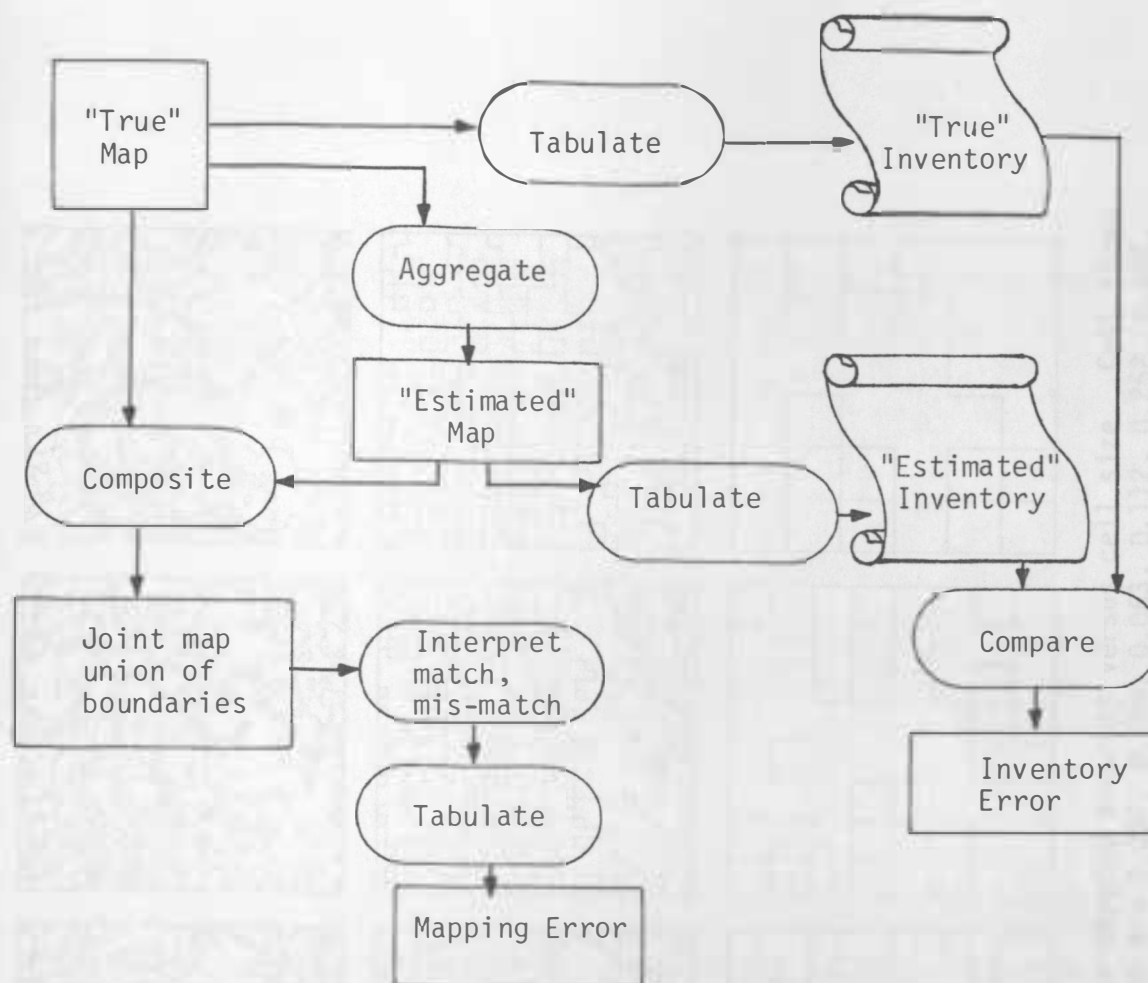 "True"
Map
Tabulate
"True"
Inventory
Aggregate
"Estimated"
Map
Composite
Tabulate
"Estimated"
Inventory
Joint map
union of
boundaries
Interpret
match,
mis-match
Compare
Tabulate
Inventory
Error
Mapping Error